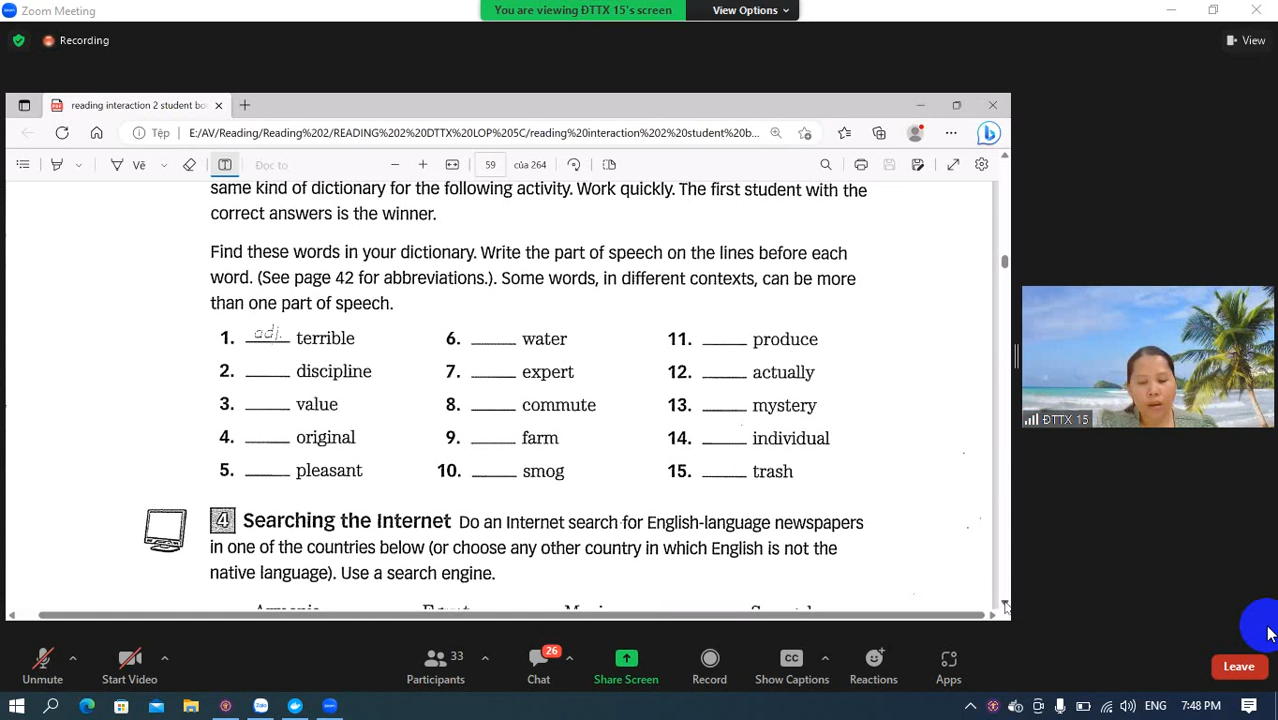 Zoom Meeting
You are viewing ĐTTX 15's screen
View Options
Recording
View
reading interaction 2 student bo
Tệp
E:/AV/Reading/Reading%202/READING%202%20DTTX%20LOP%205C/reading%20interaction%202%20student%20b...
Vẽ
Đọc to
59
của 264
same kind of dictionary for the following activity. Work quickly. The first student with the
correct answers is the winner.
Find these words in your dictionary. Write the part of speech on the lines before each
word. (See page 42 for abbreviations.). Some words, in different contexts, can be more
than one part of speech.
1. adj. terrible
2. discipline
3. value
4. original
5. pleasant
6. water
7. expert
8. commute
9. farm
10. smog
11. produce
12. actually
13. mystery
14. individual
15. trash
4 Searching the Internet Do an Internet search for English-language newspapers
in one of the countries below (or choose any other country in which English is not the
native language). Use a search engine.
ĐTTX 15
Unmute
Start Video
33
Participants
26
Chat
Share Screen
Record
CC
Show Captions
Reactions
Apps
Leave
Zalo
zoom
ENG
7:48 PM